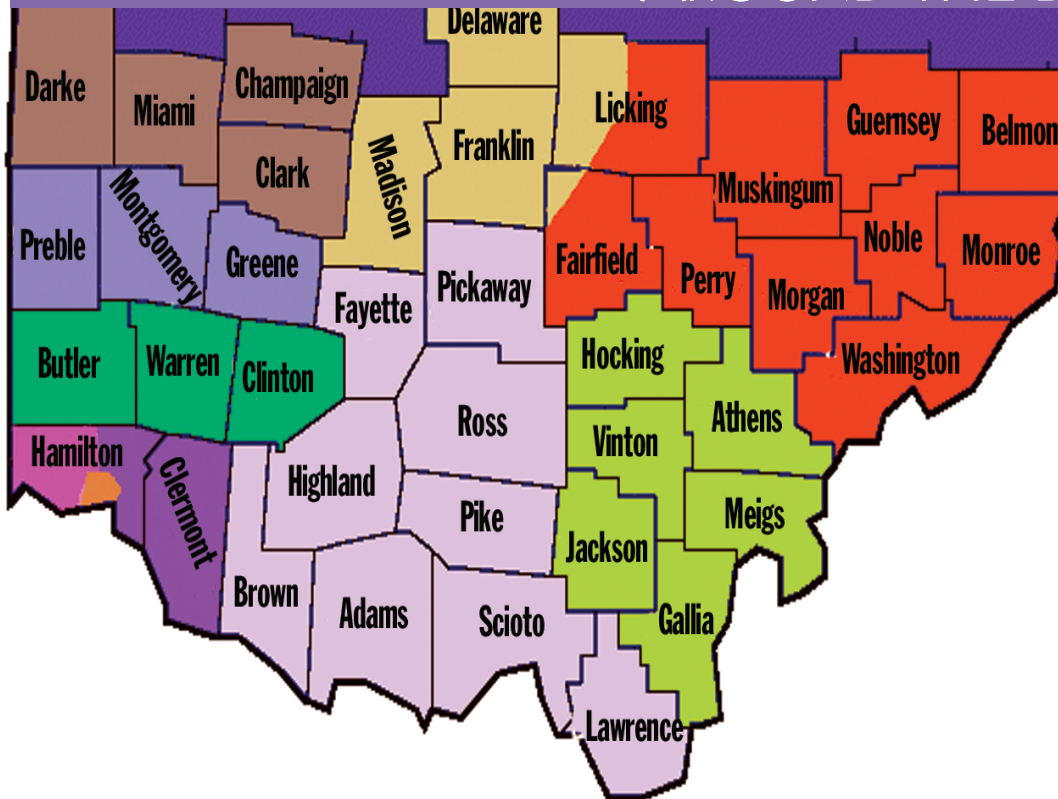 Delaware
Darke
Champaign
Miami
Licking
Guernsey
Belmon
Franklin
Madison
Clark
Muskingum
Montgomery
Preble
Greene
Noble
Monroe
Fairfield
Perry
Pickaway
Morgan
Fayette
Butler
Warren
Clinton
Hocking
Washington
Athens
Ross
Vinton
Hamilton
Clermont
Highland
Pike
Meigs
Jackson
Brown
Adams
Scioto
Gallia
Lawrence